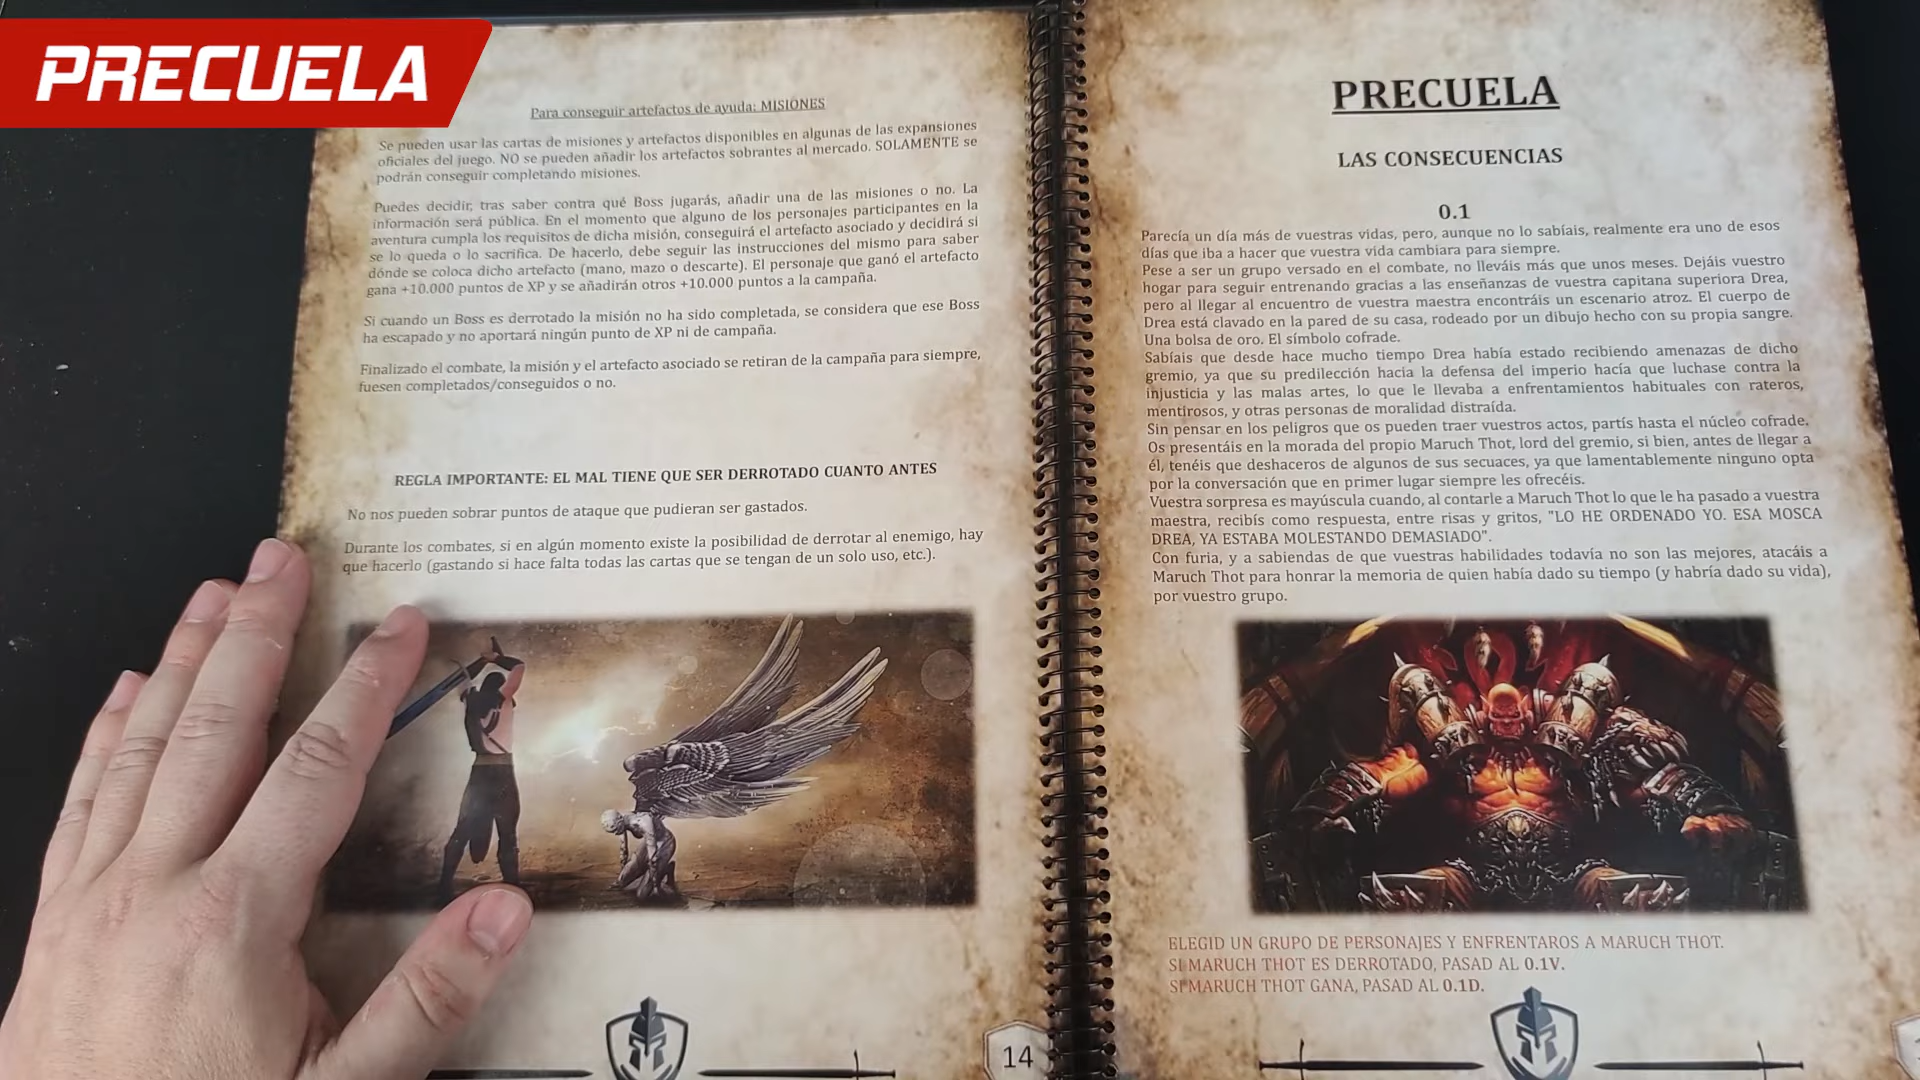 PRECUELA
Para conseguir artefactos de ayuda: MISIONES
Se pueden usar las cartas de misiones y artefactos disponibles en algunas de las expansiones
oficiales del juego. NO se pueden añadir los artefactos sobrantes al mercado. SOLAMENTE se
podrán conseguir completando misiones.
Puedes decidir, tras saber contra qué Boss jugarás, añadir una de las misiones o no. La
información será pública. En el momento que alguno de los personajes participantes en la
aventura cumpla los requisitos de dicha misión, conseguirá el artefacto asociado y decidirá si
se lo queda o lo sacrifica. De hacerlo, debe seguir las instrucciones del mismo para saber
dónde se coloca dicho artefacto (mano, mazo o descarte). El personaje que ganó el artefacto
gana +10.000 puntos de XP y se añadirán otros +10.000 puntos a la campaña.
Si cuando un Boss es derrotado la misión no ha sido completada, se considera que ese Boss
ha escapado y no aportará ningún punto de XP ni de campaña.
Finalizado el combate, la misión y el artefacto asociado se retiran de la campaña para siempre,
fuesen completados/conseguidos o no.
REGLA IMPORTANTE: EL MAL TIENE QUE SER DERROTADO CUANTO ANTES
No nos pueden sobrar puntos de ataque que pudieran ser gastados.
Durante los combates, si en algún momento existe la posibilidad de derrotar al enemigo, hay
que hacerlo (gastando si hace falta todas las cartas que se tengan de un solo uso, etc.).
14
PRECUELA
LAS CONSECUENCIAS
0.1
Parecía un día más de vuestras vidas, pero, aunque no lo sabíais, realmente era uno de esos
días que iba a hacer que vuestra vida cambiara para siempre.
Pese a ser un grupo versado en el combate, no lleváis más que unos meses. Dejáis vuestro
hogar para seguir entrenando gracias a las enseñanzas de vuestra capitana superiora Drea,
pero al llegar al encuentro de vuestra maestra encontráis un escenario atroz. El cuerpo de
Drea está clavado en la pared de su casa, rodeado por un dibujo hecho con su propia sangre.
Una bolsa de oro. El símbolo cofrade.
Sabíais que desde hace mucho tiempo Drea había estado recibiendo amenazas de dicho
gremio, ya que su predilección hacia la defensa del imperio hacía que luchase contra la
injusticia y las malas artes, lo que le llevaba a enfrentamientos habituales con rateros,
mentirosos, y otras personas de moralidad distraída.
Sin pensar en los peligros que os pueden traer vuestros actos, partís hasta el núcleo cofrade.
Os presentáis en la morada del propio Maruch Thot, lord del gremio, si bien, antes de llegar a
él, tenéis que deshaceros de algunos de sus secuaces, ya que lamentablemente ninguno opta
por la conversación que en primer lugar siempre les ofrecéis.
Vuestra sorpresa es mayúscula cuando, al contarle a Maruch Thot lo que le ha pasado a vuestra
maestra, recibís como respuesta, entre risas y gritos, "LO HE ORDENADO YO. ESA MOSCA
DREA, YA ESTABA MOLESTANDO DEMASIADO".
Con furia, y a sabiendas de que vuestras habilidades todavía no son las mejores, atacáis a
Maruch Thot para honrar la memoria de quien había dado su tiempo (y habría dado su vida),
por vuestro grupo.
ELEGID UN GRUPO DE PERSONAJES Y ENFRENTAROS A MARUCH THOT.
SI MARUCH THOT ES DERROTADO, PASAD AL 0.1V.
SI MARUCH THOT GANA, PASAD AL 0.1D.